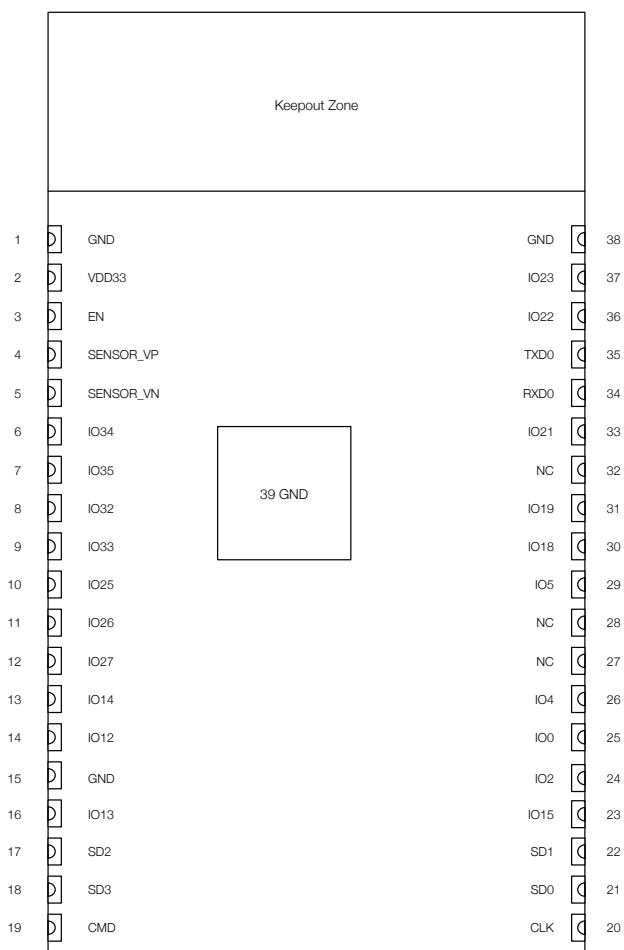 Keepout Zone
1 GND GND 38
2 VDD33 IO23 37
3 EN IO22 36
4 SENSOR_VP TXD0 35
5 SENSOR_VN RXD0 34
6 IO34 IO21 33
7 IO35 NC 32
39 GND
8 IO32 IO19 31
9 IO33 IO18 30
10 IO25 IO5 29
11 IO26 NC 28
12 IO27 NC 27
13 IO14 IO4 26
14 IO12 IO0 25
15 GND IO2 24
16 IO13 IO15 23
17 SD2 SD1 22
18 SD3 SD0 21
19 CMD CLK 20